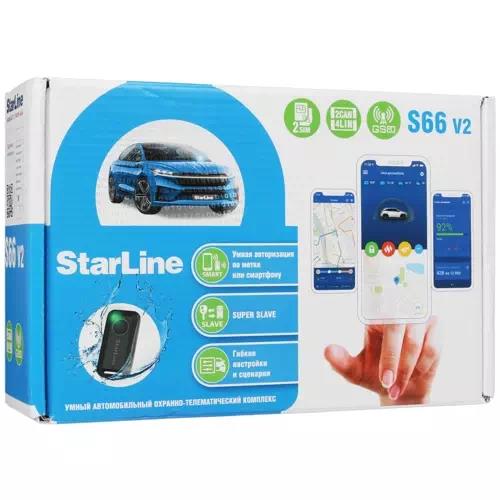 StarLine
S66 V2
2 SIM
2CAN
4LIN
GSM
S66 V2
StarLine
StarLine
SMART
Умная авторизация
по метке
или смартфону
SLAVE
SUPER SLAVE
Гибкие
настройки
и сценарии
92%
УМНЫЙ АВТОМОБИЛЬНЫЙ ОХРАННО-ТЕЛЕМАТИЧЕСКИЙ КОМПЛЕКС